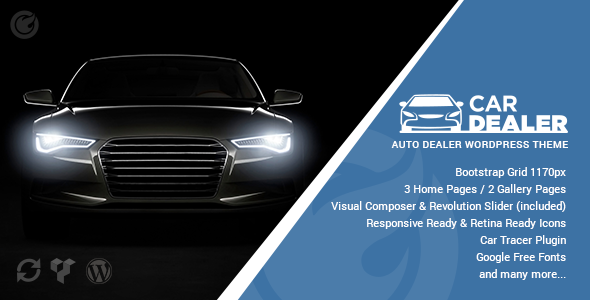 CAR
DEALER
AUTO DEALER WORDPRESS THEME
Bootstrap Grid 1170px
3 Home Pages / 2 Gallery Pages
Visual Composer & Revolution Slider (included)
Responsive Ready & Retina Ready Icons
Car Tracer Plugin
Google Free Fonts
and many more...